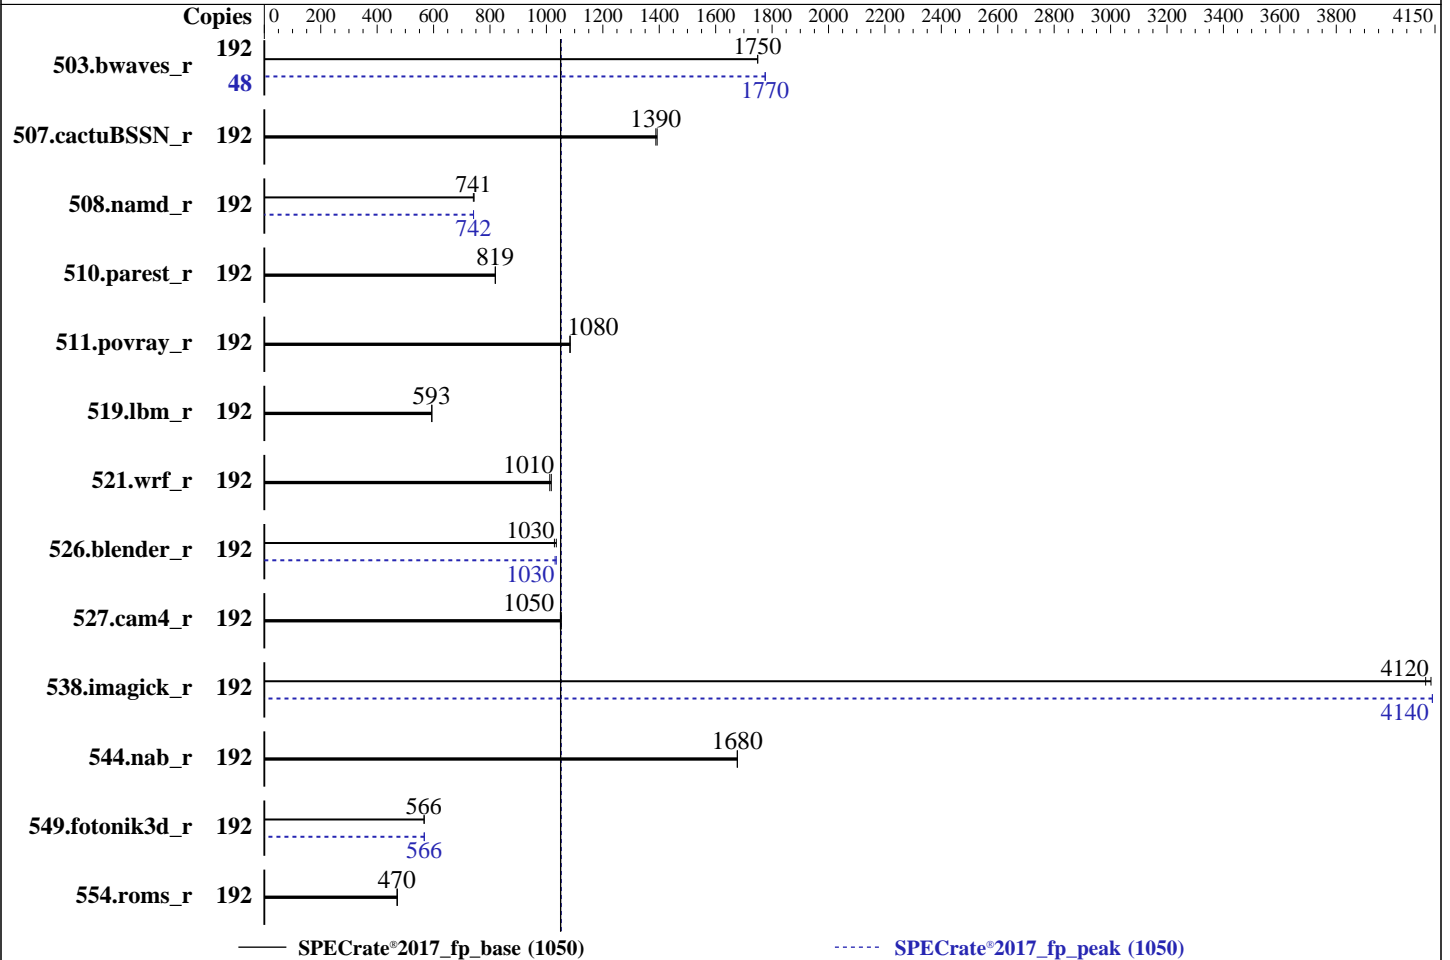 Copies 0 200 400 600 800 1000 1200 1400 1600 1800 2000 2200 2400 2600 2800 3000 3200 3400 3600 3800 4150
503.bwaves_r 192 1750
48 1770
507.cactuBSSN_r 192 1390
508.namd_r 192 741
742
510.parest_r 192 819
511.povray_r 192 1080
519.lbm_r 192 593
521.wrf_r 192 1010
526.blender_r 192 1030
1030
527.cam4_r 192 1050
538.imagick_r 192 4120
4140
544.nab_r 192 1680
549.fotonik3d_r 192 566
566
554.roms_r 192 470
SPECrate®2017_fp_base (1050) SPECrate®2017_fp_peak (1050)